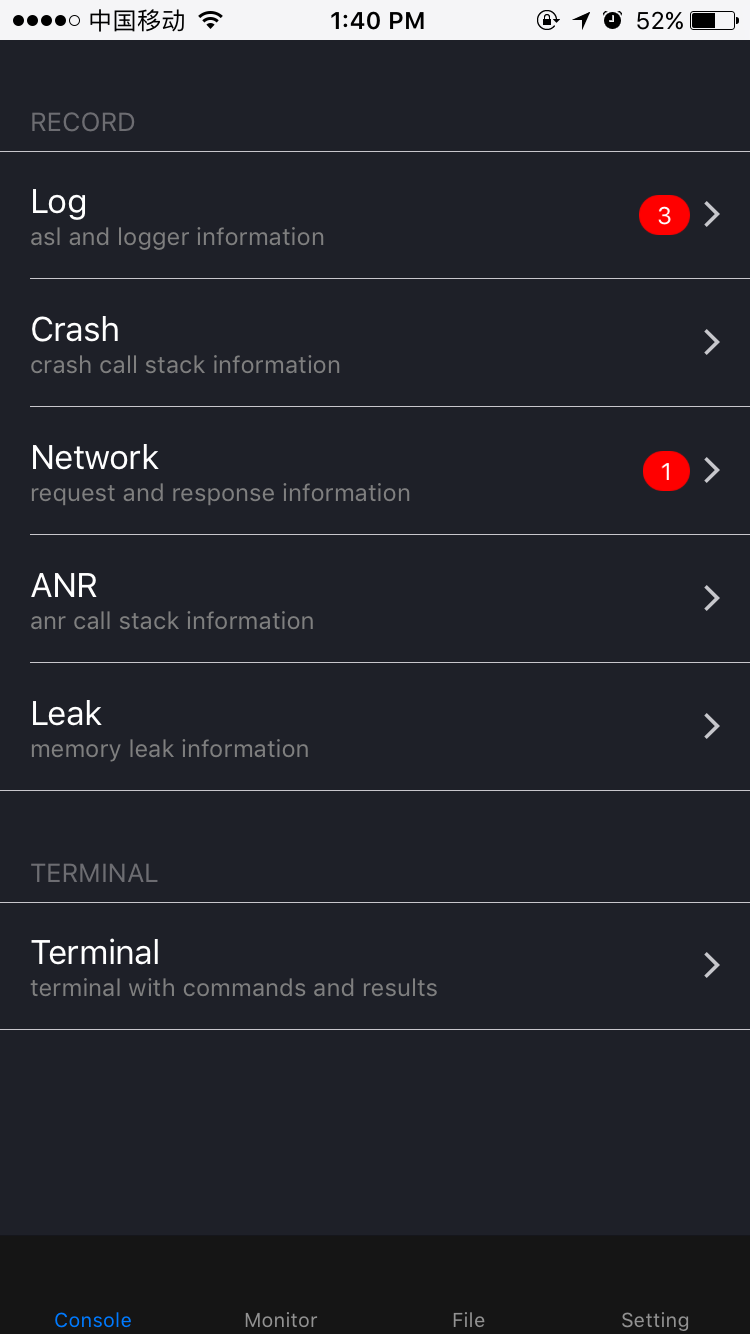 中国移动 1:40 PM 52%
RECORD
Log
asl and logger information
3
Crash
crash call stack information
Network
request and response information
1
ANR
anr call stack information
Leak
memory leak information
TERMINAL
Terminal
terminal with commands and results
Console Monitor File Setting